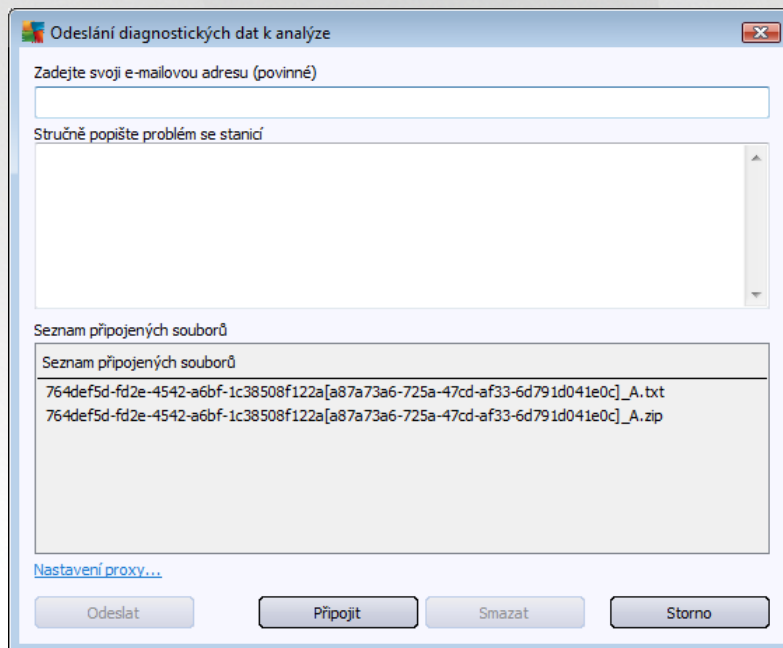 Odeslání diagnostických dat k analýze
Zadejte svoji e-mailovou adresu (povinné)
Stručně popište problém se stanicí
Seznam připojených souborů
Seznam připojených souborů
764def5d-fd2e-4542-a6bf-1c38508f122a[a87a73a6-725a-47cd-af33-6d791d041e0c]_A.txt
764def5d-fd2e-4542-a6bf-1c38508f122a[a87a73a6-725a-47cd-af33-6d791d041e0c]_A.zip
Nastavení proxy...
Odeslat Připojit Smazat Storno